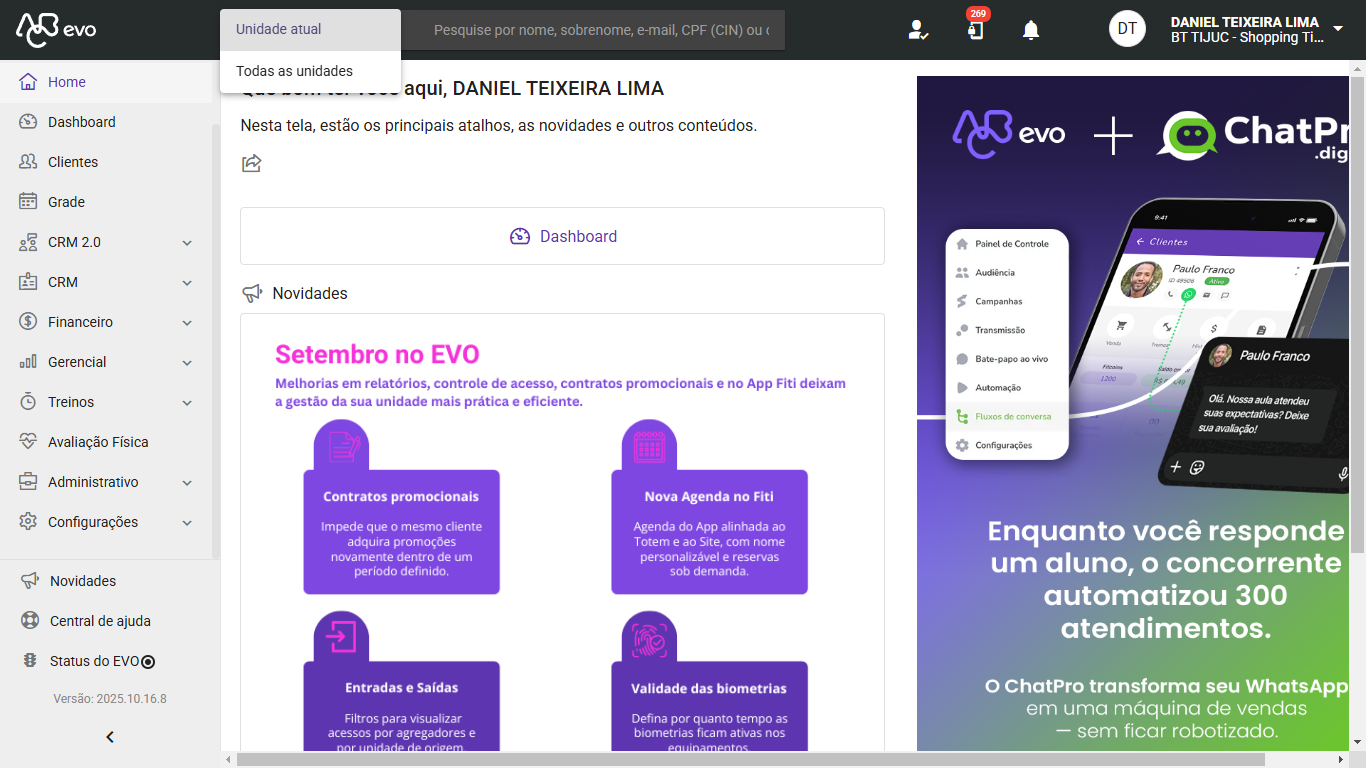 evo
Unidade atual
Todas as unidades
Pesquise por nome, sobrenome, e-mail, CPF (CIN) ou
269
DT
DANIEL TEIXEIRA LIMA
BT TIJUC - Shopping Ti...
Home
Dashboard
Clientes
Grade
CRM 2.0
CRM
Financeiro
Gerencial
Treinos
Avaliação Física
Administrativo
Configurações
Novidades
Central de ajuda
Status do EVO
Versão: 2025.10.16.8
aqui, DANIEL TEIXEIRA LIMA
Nesta tela, estão os principais atalhos, as novidades e outros conteúdos.
Dashboard
Novidades
Setembro no EVO
Melhorias em relatórios, controle de acesso, contratos promocionais e no App Fiti deixam
a gestão da sua unidade mais prática e eficiente.
Contratos promocionais
Impede que o mesmo cliente
adquira promoções
novamente dentro de um
período definido.
Nova Agenda no Fiti
Agenda do App alinhada ao
Totem e ao Site, com nome
personalizável e reservas
sob demanda.
Entradas e Saídas
Filtros para visualizar
acessos por agregadores e
por unidade de origem.
Validade das biometrias
Defina por quanto tempo as
biometrias ficam ativas nos
equipamentos.
evo
ChatPr
.dig
Painel de Controle
Audiência
Campanhas
Transmissão
Bate-papo ao vivo
Automação
Fluxos de conversa
Configurações
9:41
Clientes
Paulo Franco
ID 48606
Ativo
Venda
Fitcoins
1200
Paulo Franco
Olá. Nossa aula atendeu
suas expectativas? Deixe
sua avaliação!
Enquanto você responde
um aluno, o concorrente
automatizou 300
atendimentos.
O ChatPro transforma seu WhatsApp
em uma máquina de vendas
— sem ficar robotizado.